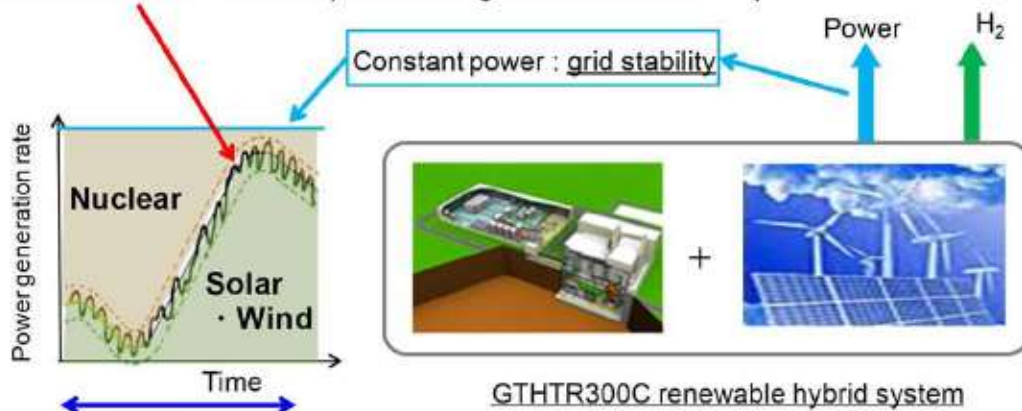 Power
H2
Constant power : grid stability
Power generation rate
Nuclear
Solar
· Wind
+
Time
GTHTR300C renewable hybrid system